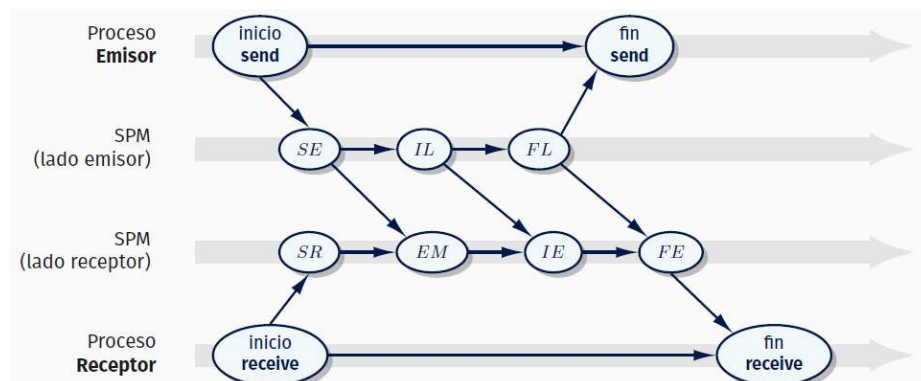 Proceso
Emisor
inicio
send
fin
send
SPM
(lado emisor)
SE
IL
FL
SPM
(lado receptor)
SR
EM
IE
FE
Proceso
Receptor
inicio
receive
fin
receive